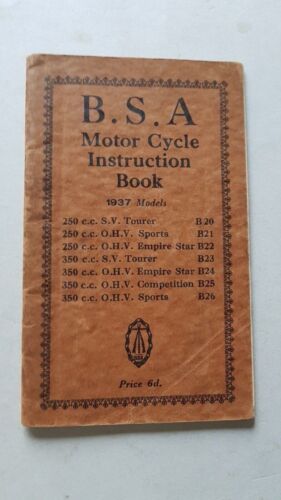 B.S.A
Motor Cycle
Instruction
Book
1937 Models
250 c.c. S.V. Tourer B20
250 c.c. O.H.V. Sports B21
250 c.c. O.H.V. Empire Star B22
350 c.c. S.V. Tourer B23
350 c.c. O.H.V. Empire Star B24
350 c.c. O.H.V. Competition B25
350 c.c. O.H.V. Sports B26
Price 6d.